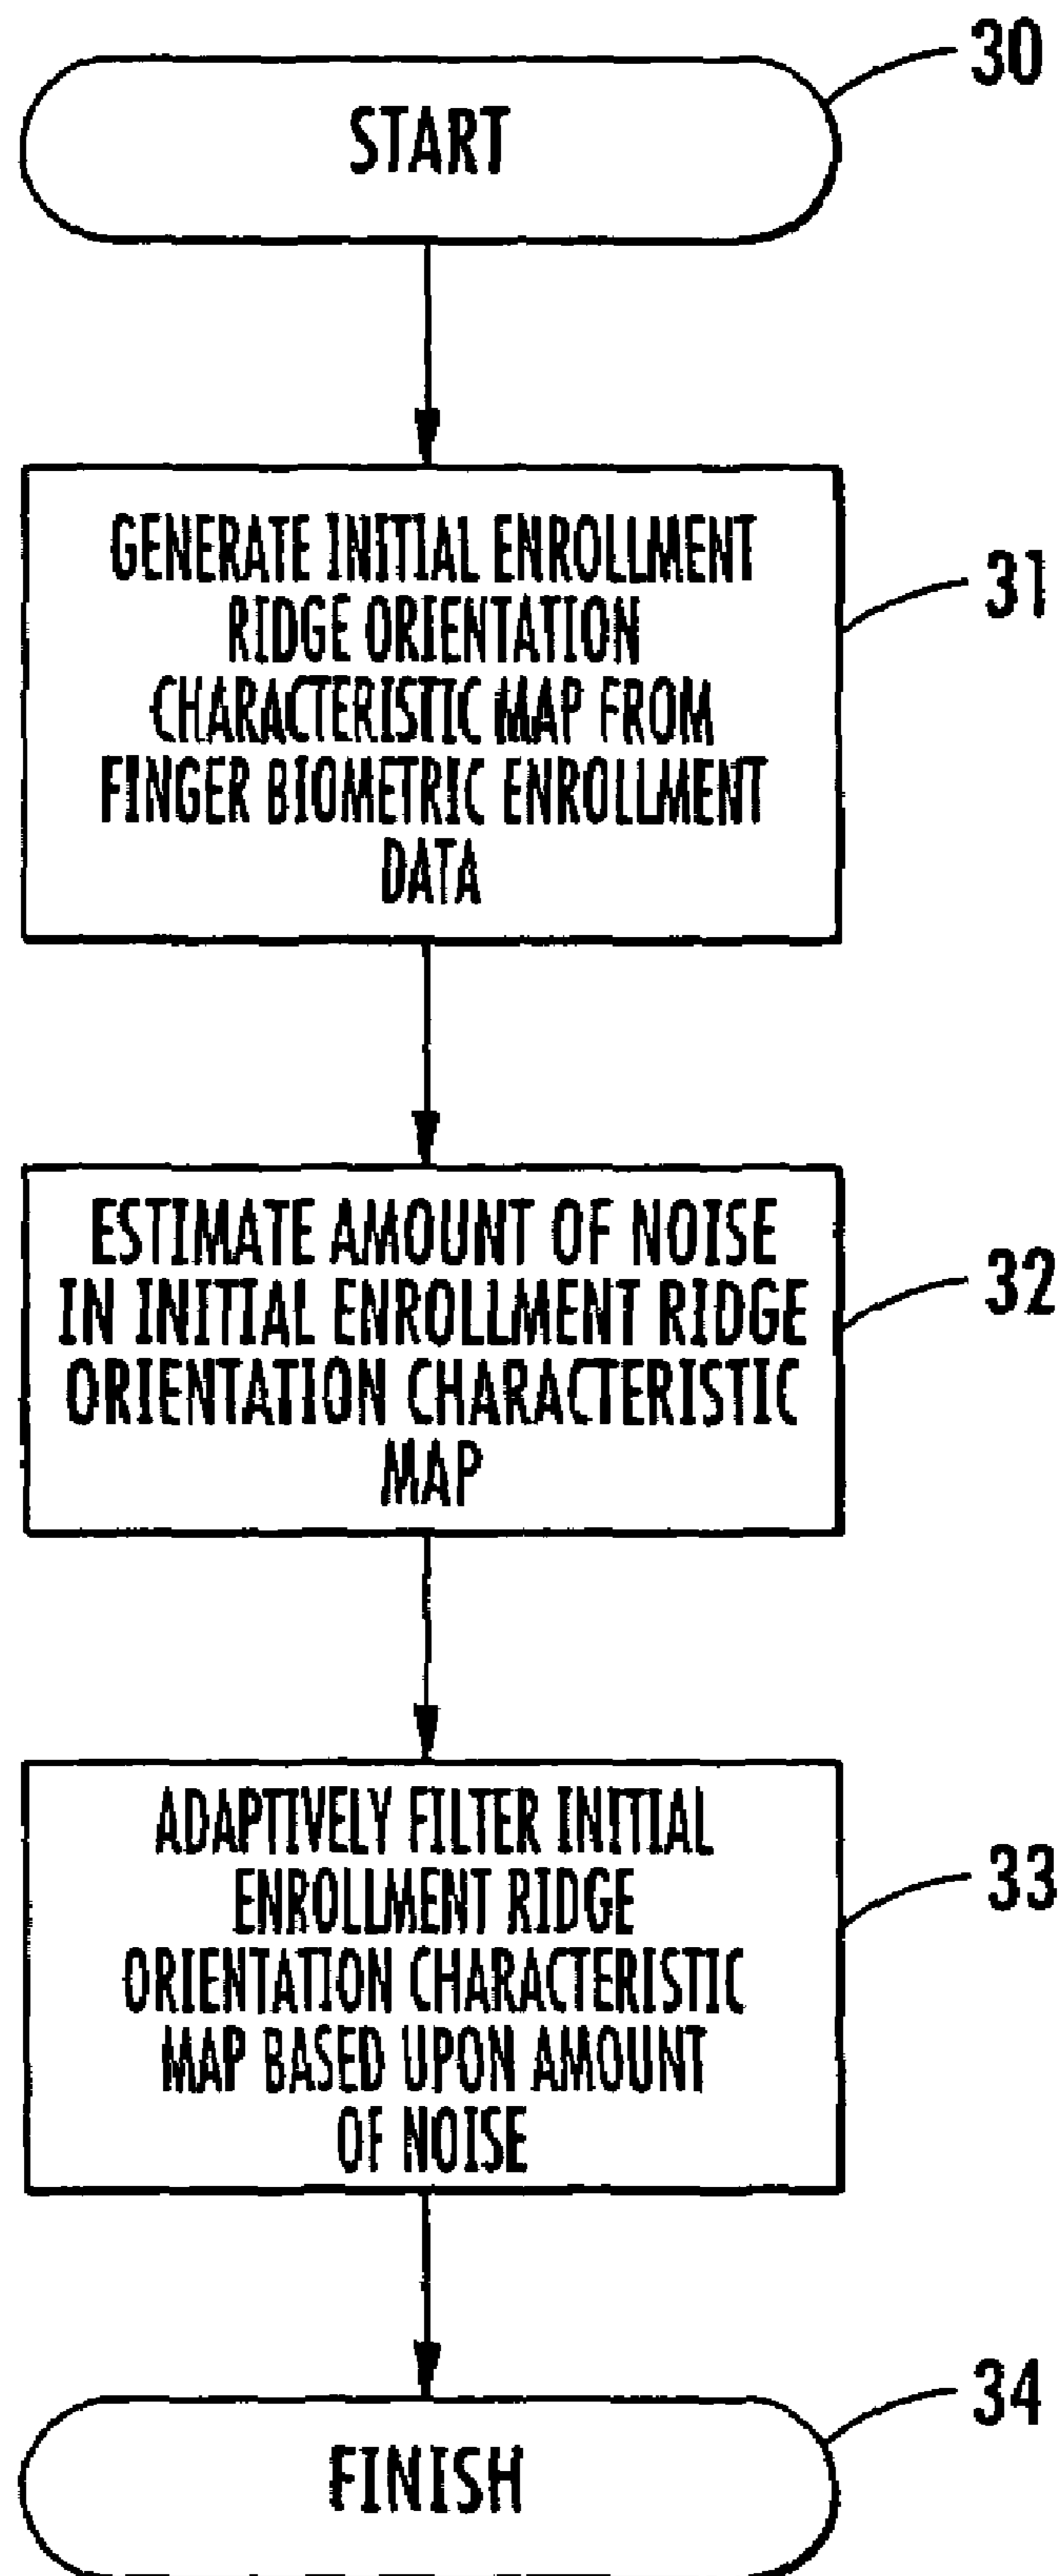 30
START
GENERATE INITIAL ENROLLMENT
RIDGE ORIENTATION
CHARACTERISTIC MAP FROM
FINGER BIOMETRIC ENROLLMENT
DATA
31
ESTIMATE AMOUNT OF NOISE
IN INITIAL ENROLLMENT RIDGE
ORIENTATION CHARACTERISTIC
MAP
32
ADAPTIVELY FILTER INITIAL
ENROLLMENT RIDGE
ORIENTATION CHARACTERISTIC
MAP BASED UPON AMOUNT
OF NOISE
33
34
FINISH